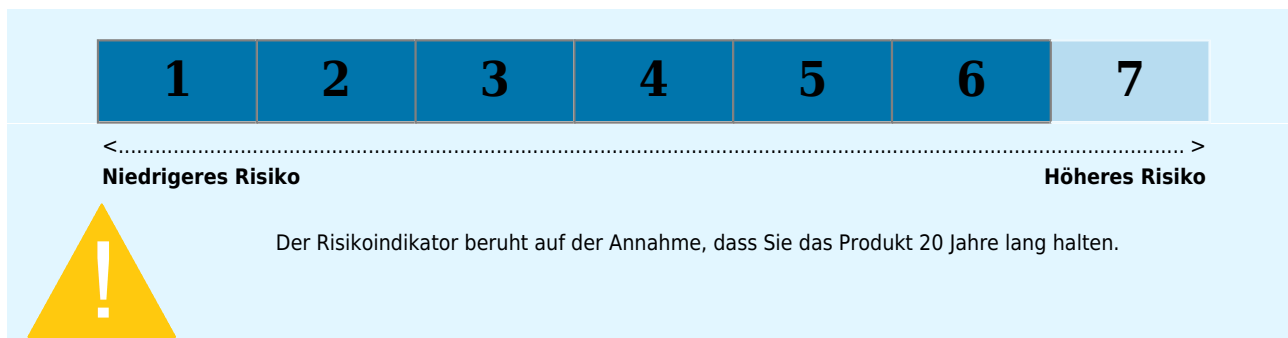 1 2 3 4 5 6 7
<.................................................................................................................................................................................... >
Niedrigeres Risiko Höheres Risiko
! Der Risikoindikator beruht auf der Annahme, dass Sie das Produkt 20 Jahre lang halten.